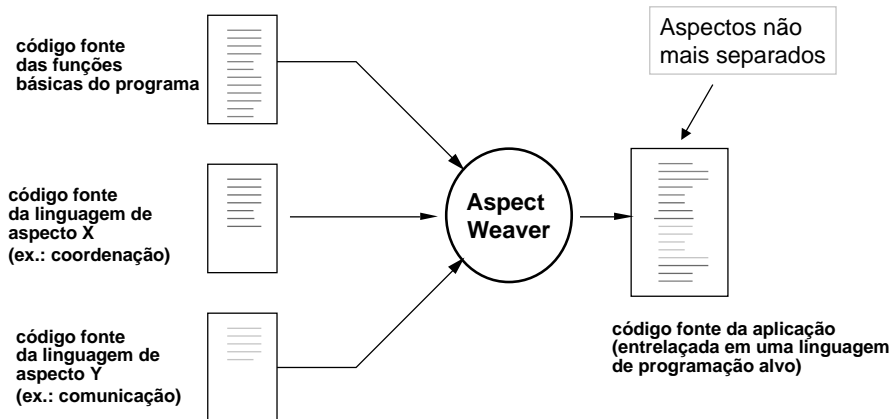 código fonte
das funções
básicas do programa
Aspectos não
mais separados
código fonte
da linguagem de
aspecto X
(ex.: coordenação)
Aspect
Weaver
código fonte
da linguagem de
aspecto Y
(ex.: comunicação)
código fonte da aplicação
(entrelaçada em uma linguagem
de programação alvo)